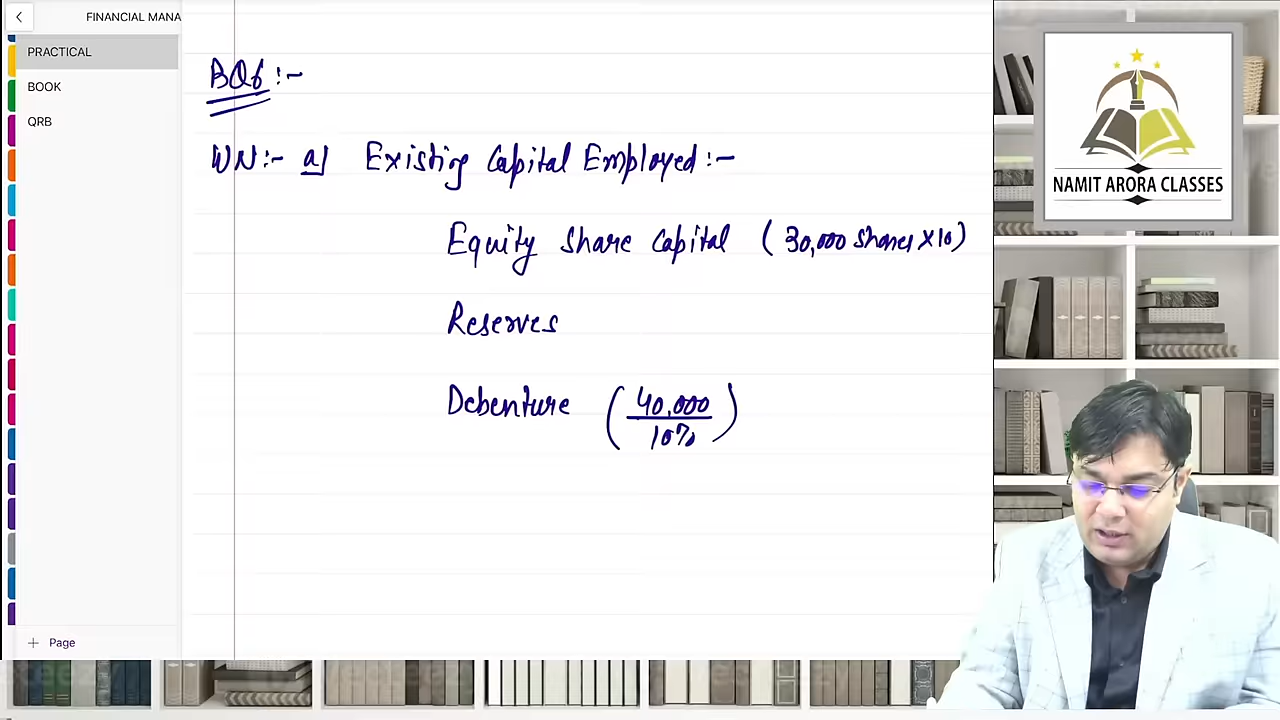 FINANCIAL MANA
PRACTICAL
BOOK
QRB
+ Page
BQ6 :-
WN:- a) Existing Capital Employed :-
Equity Share Capital (30,000 Shares X 10)
Reserves
Debenture (40,000 / 10%)
NAMIT ARORA CLASSES